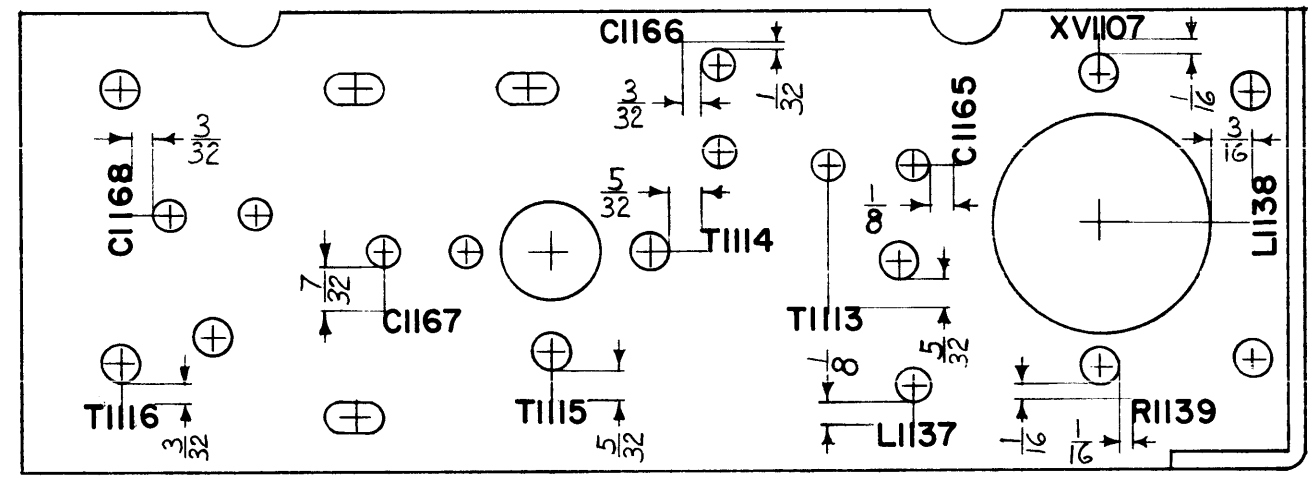 C1166
XV1107
1/32
3/32
1/16
C1165
3/32
3/16
C1168
5/32
1/8
L1138
T1114
7/32
C1167
T1113
5/32
1/8
T1116
T1115
R1139
L1137
3/32
5/32
1/16
1/16